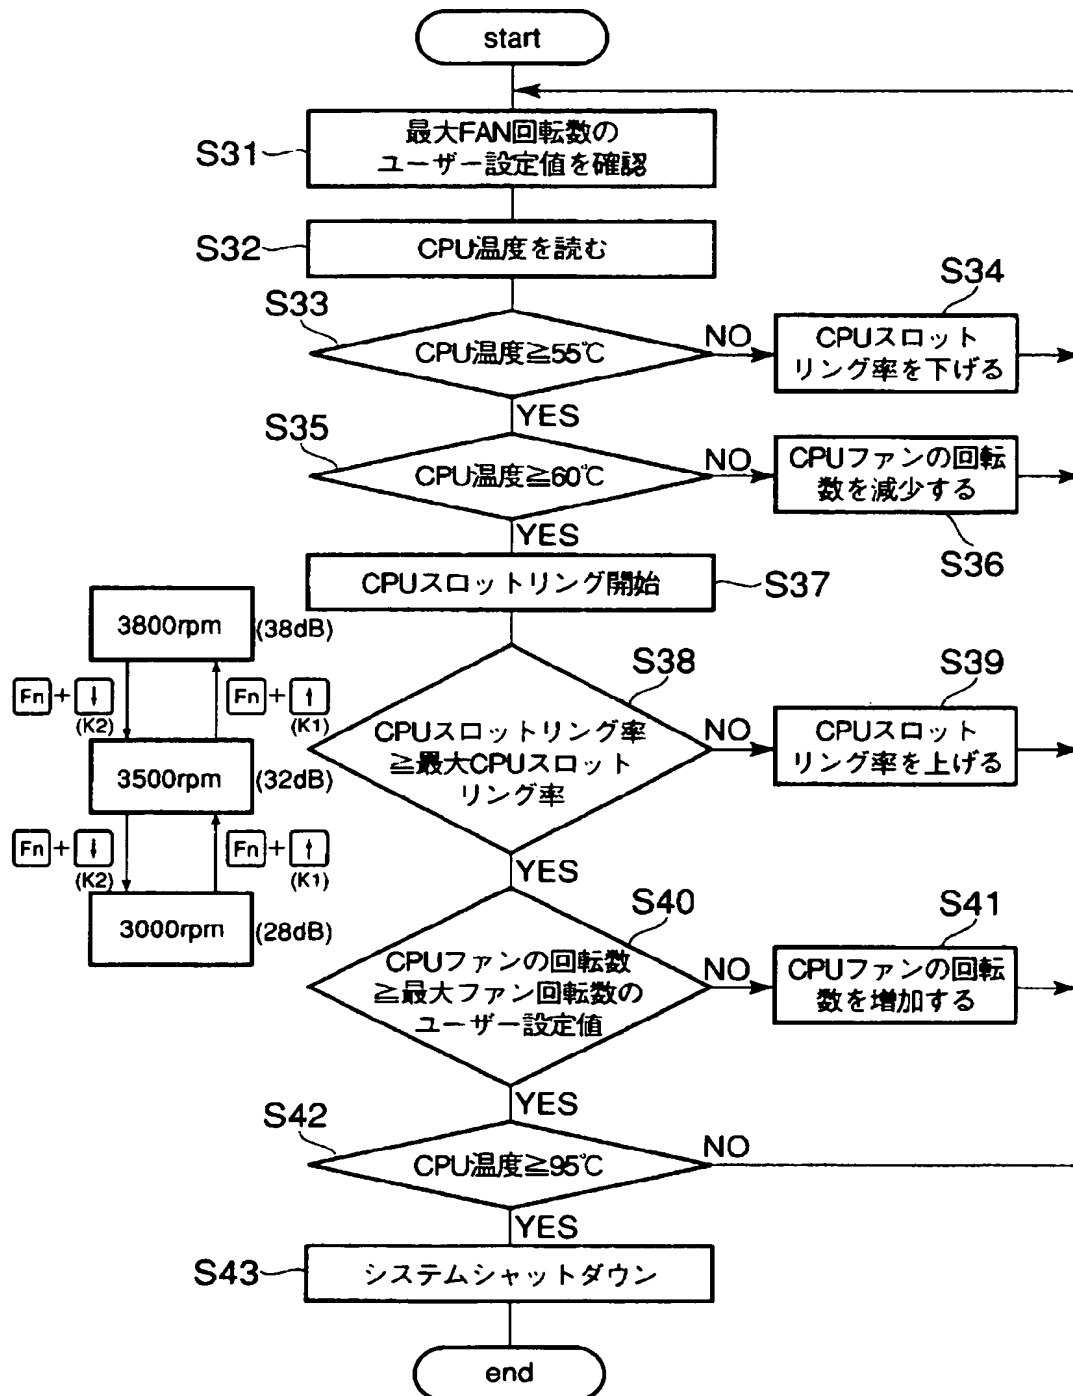 start
S31
最大FAN回転数の
ユーザー設定値を確認
S32
CPU温度を読む
S33
CPU温度≧55℃
NO
S34
CPUスロット
リング率を下げる
YES
S35
CPU温度≧60℃
NO
CPUファンの回転
数を減少する
S36
YES
CPUスロットリング開始
S37
3800rpm
(38dB)
Fn+↓
(K2)
Fn+↑
(K1)
3500rpm
(32dB)
Fn+↓
(K2)
Fn+↑
(K1)
3000rpm
(28dB)
S38
CPUスロットリング率
≧最大CPUスロット
リング率
NO
S39
CPUスロット
リング率を上げる
YES
S40
CPUファンの回転数
≧最大ファン回転数の
ユーザー設定値
NO
S41
CPUファンの回転
数を増加する
YES
S42
CPU温度≧95℃
NO
YES
S43
システムシャットダウン
end